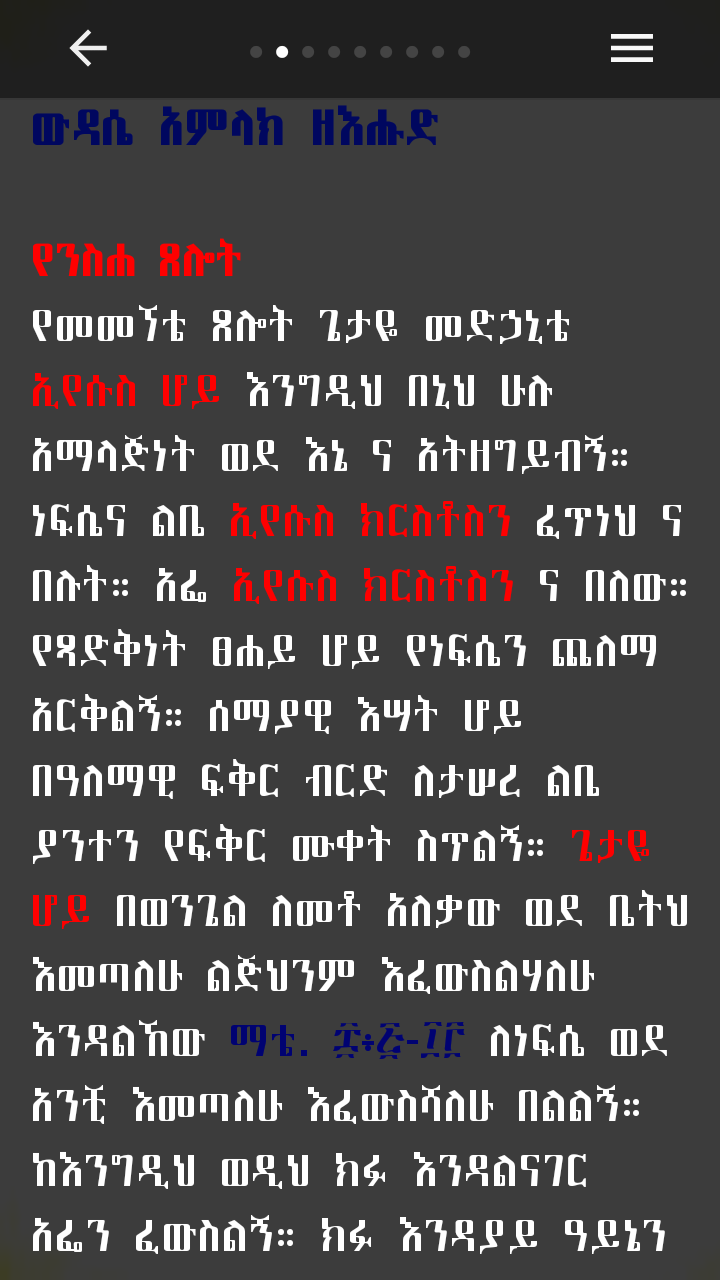 ውዳሴ አምላክ ዘእሑድ
የንስሐ ጸሎት
የመመኘቴ ጸሎት ጌታዬ መድኃኒቴ
ኢየሱስ ሆይ እንግዲህ በኒህ ሁሉ
አማላጅነት ወደ እኔ ና አትዘግይብኝ።
ነፍሴና ልቤ ኢየሱስ ክርስቶስን ፈጥነህ ና
በሉት። አፌ ኢየሱስ ክርስቶስን ና በለው።
የጻድቅነት ፀሐይ ሆይ የነፍሴን ጨለማ
አርቅልኝ። ሰማያዊ እሣት ሆይ
በዓለማዊ ፍቅር ብርድ ለታሠረ ልቤ
ያንተን የፍቅር ሙቀት ስጥልኝ። ጌታዬ
ሆይ በወንጌል ለመቶ አለቃው ወደ ቤትህ
እመጣለሁ ልጅህንም እፈውስልሃለሁ
እንዳልኸው ማቴ. ፰፥፭-፲፫ ለነፍሴ ወደ
አንቺ እመጣለሁ እፈውስሻለሁ በልልኝ።
ከእንግዲህ ወዲህ ክፉ እንዳልናገር
አፌን ፈውስልኝ። ክፉ እንዳያይ ዓይኔን